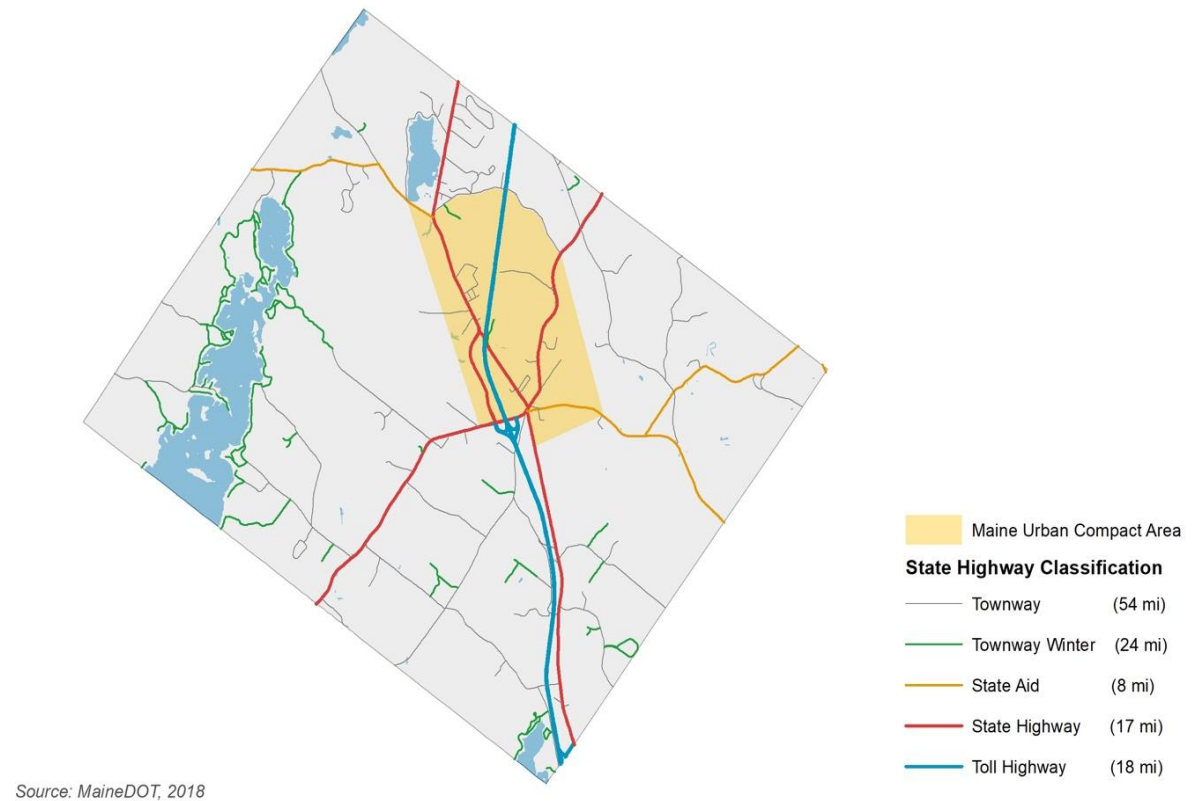 Maine Urban Compact Area
State Highway Classification
Townway (54 mi)
Townway Winter (24 mi)
State Aid (8 mi)
State Highway (17 mi)
Toll Highway (18 mi)
Source: MaineDOT, 2018